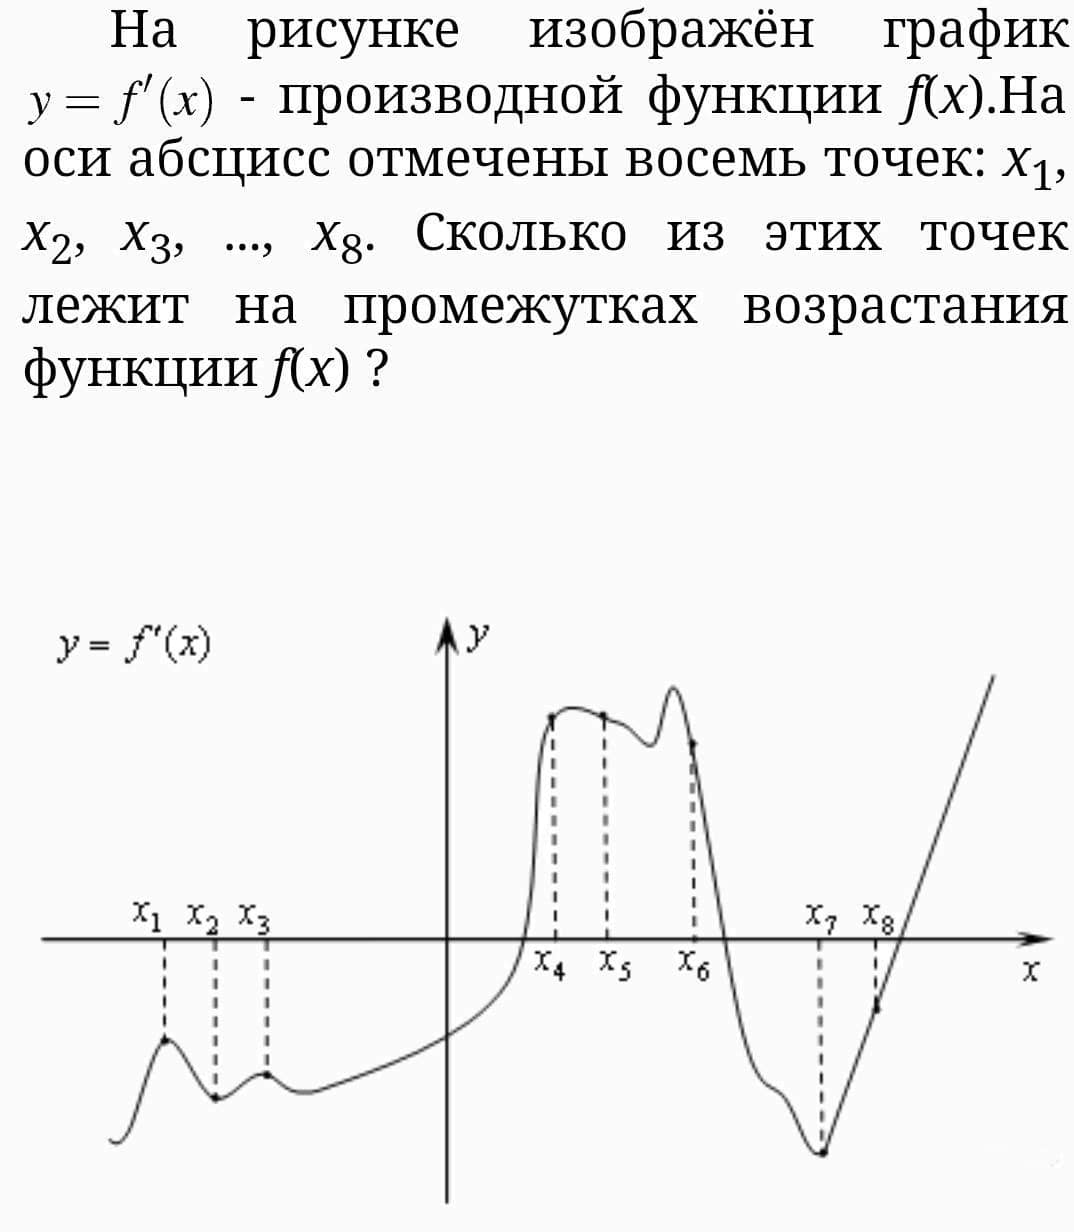 На рисунке изображён график
y = f′(x) - производной функции f(x).На
оси абсцисс отмечены восемь точек: x₁,
x₂, x₃, ..., x₈. Сколько из этих точек
лежит на промежутках возрастания
функции f(x) ?
y = f′(x)
y
x₁ x₂ x₃
x₇ x₈
x₄ x₅ x₆
x